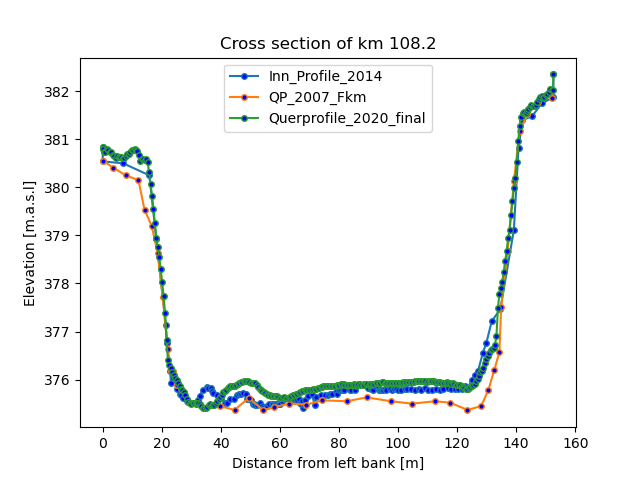 Cross section of km 108.2
Inn_Profile_2014
QP_2007_Fkm
Querprofile_2020_final
Elevation [m.a.s.l]
382
381
380
379
378
377
376
0 20 40 60 80 100 120 140 160
Distance from left bank [m]